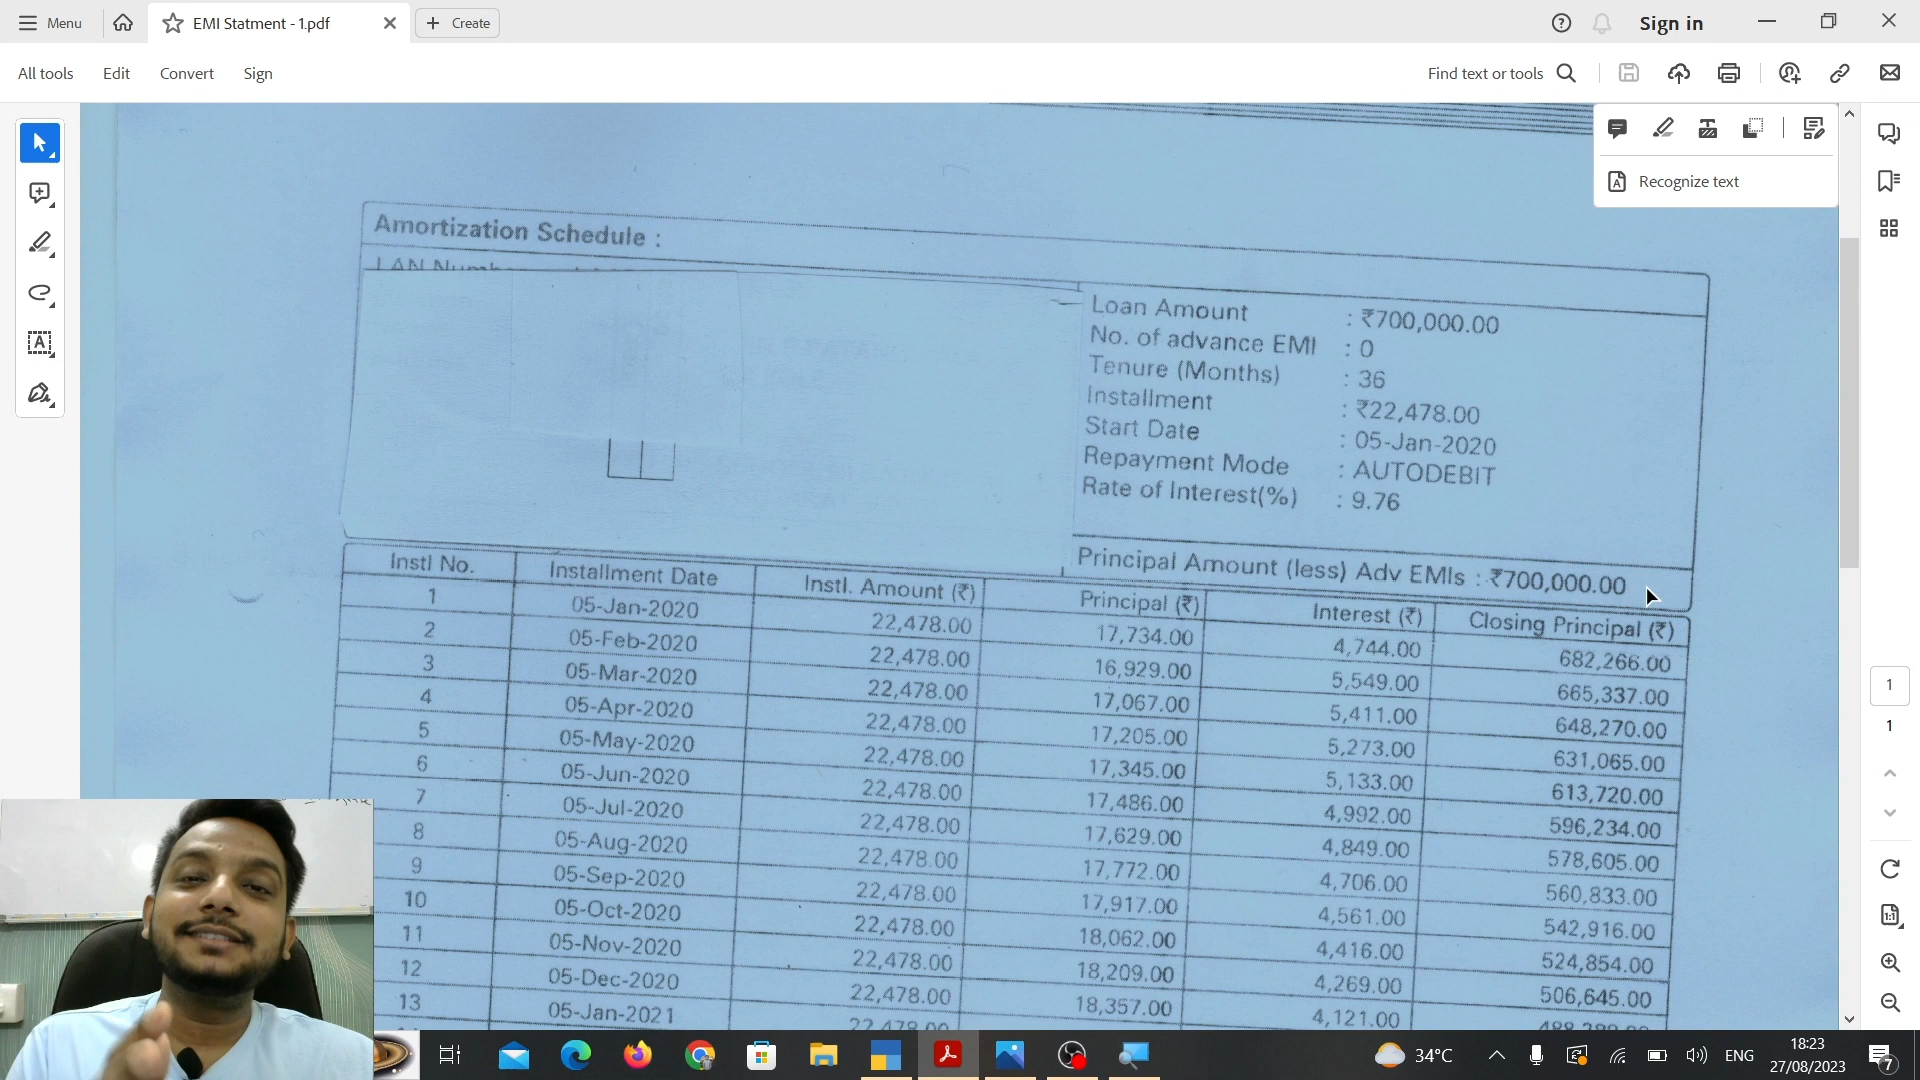 Menu
EMI Statment - 1.pdf
Create
Sign in
All tools Edit Convert Sign
Find text or tools
Recognize text
Amortization Schedule :
LAN
Loan Amount : ₹700,000.00
No. of advance EMI : 0
Tenure (Months) : 36
Installment : ₹22,478.00
Start Date : 05-Jan-2020
Repayment Mode : AUTODEBIT
Rate of Interest(%) : 9.76
Principal Amount (less) Adv EMIs : ₹700,000.00
Instl No. Installment Date Instl. Amount (₹) Principal (₹) Interest (₹) Closing Principal (₹)
1 05-Jan-2020 22,478.00 17,734.00 4,744.00 682,266.00
2 05-Feb-2020 22,478.00 16,929.00 5,549.00 665,337.00
3 05-Mar-2020 22,478.00 17,067.00 5,411.00 648,270.00
4 05-Apr-2020 22,478.00 17,205.00 5,273.00 631,065.00
5 05-May-2020 22,478.00 17,345.00 5,133.00 613,720.00
6 05-Jun-2020 22,478.00 17,486.00 4,992.00 596,234.00
7 05-Jul-2020 22,478.00 17,629.00 4,849.00 578,605.00
8 05-Aug-2020 22,478.00 17,772.00 4,706.00 560,833.00
9 05-Sep-2020 22,478.00 17,917.00 4,561.00 542,916.00
10 05-Oct-2020 22,478.00 18,062.00 4,416.00 524,854.00
11 05-Nov-2020 22,478.00 18,209.00 4,269.00 506,645.00
12 05-Dec-2020 22,478.00 18,357.00 4,121.00
13 05-Jan-2021
1
1
34°C
ENG
18:23
27/08/2023
7